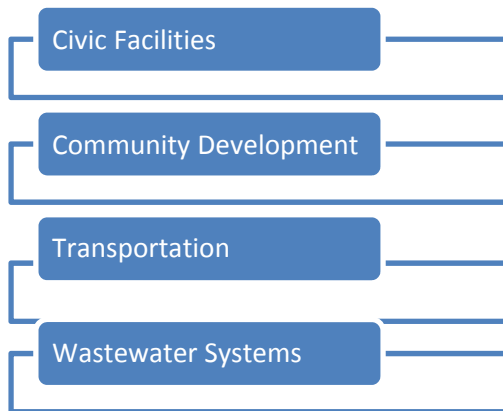 Civic Facilities
Community Development
Transportation
Wastewater Systems